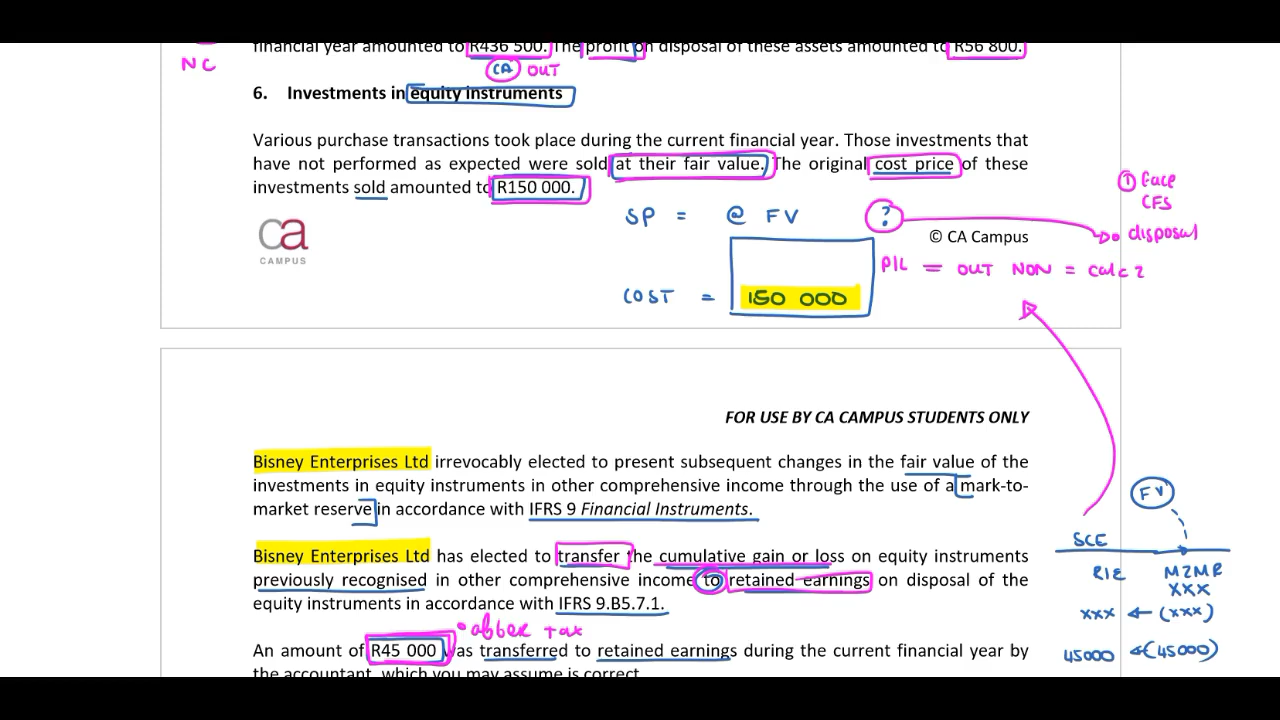 financial year amounted to R436 500. The profit on disposal of these assets amounted to R56 800.
NC
CA OUT
6. Investments in equity instruments
Various purchase transactions took place during the current financial year. Those investments that
have not performed as expected were sold at their fair value. The original cost price of these
investments sold amounted to R150 000.
① face
CFS
• disposal
SP = @ FV ?
ca
CAMPUS
© CA Campus
P/L = OUT NON = Calc 2
COST = 150 000
FOR USE BY CA CAMPUS STUDENTS ONLY
Bisney Enterprises Ltd irrevocably elected to present subsequent changes in the fair value of the
investments in equity instruments in other comprehensive income through the use of a mark-to-
market reserve in accordance with IFRS 9 Financial Instruments.
FV
SCE
Bisney Enterprises Ltd has elected to transfer the cumulative gain or loss on equity instruments
previously recognised in other comprehensive income to retained earnings on disposal of the
equity instruments in accordance with IFRS 9.B5.7.1.
R/E M2MR
XXX
XXX ← (XXX)
• after tax
An amount of R45 000 was transferred to retained earnings during the current financial year by
45000 ← (45000)
the accountant, which you may assume is correct.